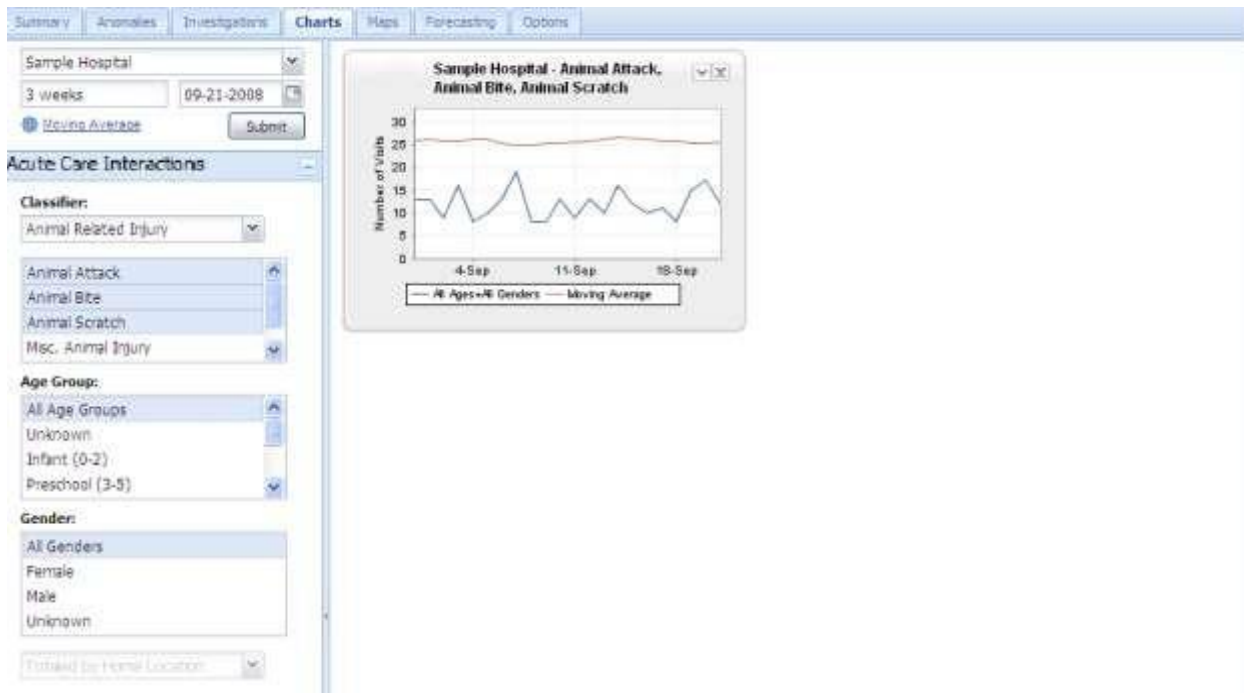 Summary Anomalies Investigations Charts Maps Forecasting Options
Sample Hospital
3 weeks 09-21-2008
Moving Average Submit
Acute Care Interactions
Classifier:
Animal Related Injury
Animal Attack
Animal Bite
Animal Scratch
Misc. Animal Injury
Age Group:
All Age Groups
Unknown
Infant (0-2)
Preschool (3-5)
Gender:
All Genders
Female
Male
Unknown
Totaled by Home Location
Sample Hospital - Animal Attack,
Animal Bite, Animal Scratch
Number of Visits
30
25
20
15
10
5
0
4-Sep 11-Sep 18-Sep
All Ages+All Genders Moving Average